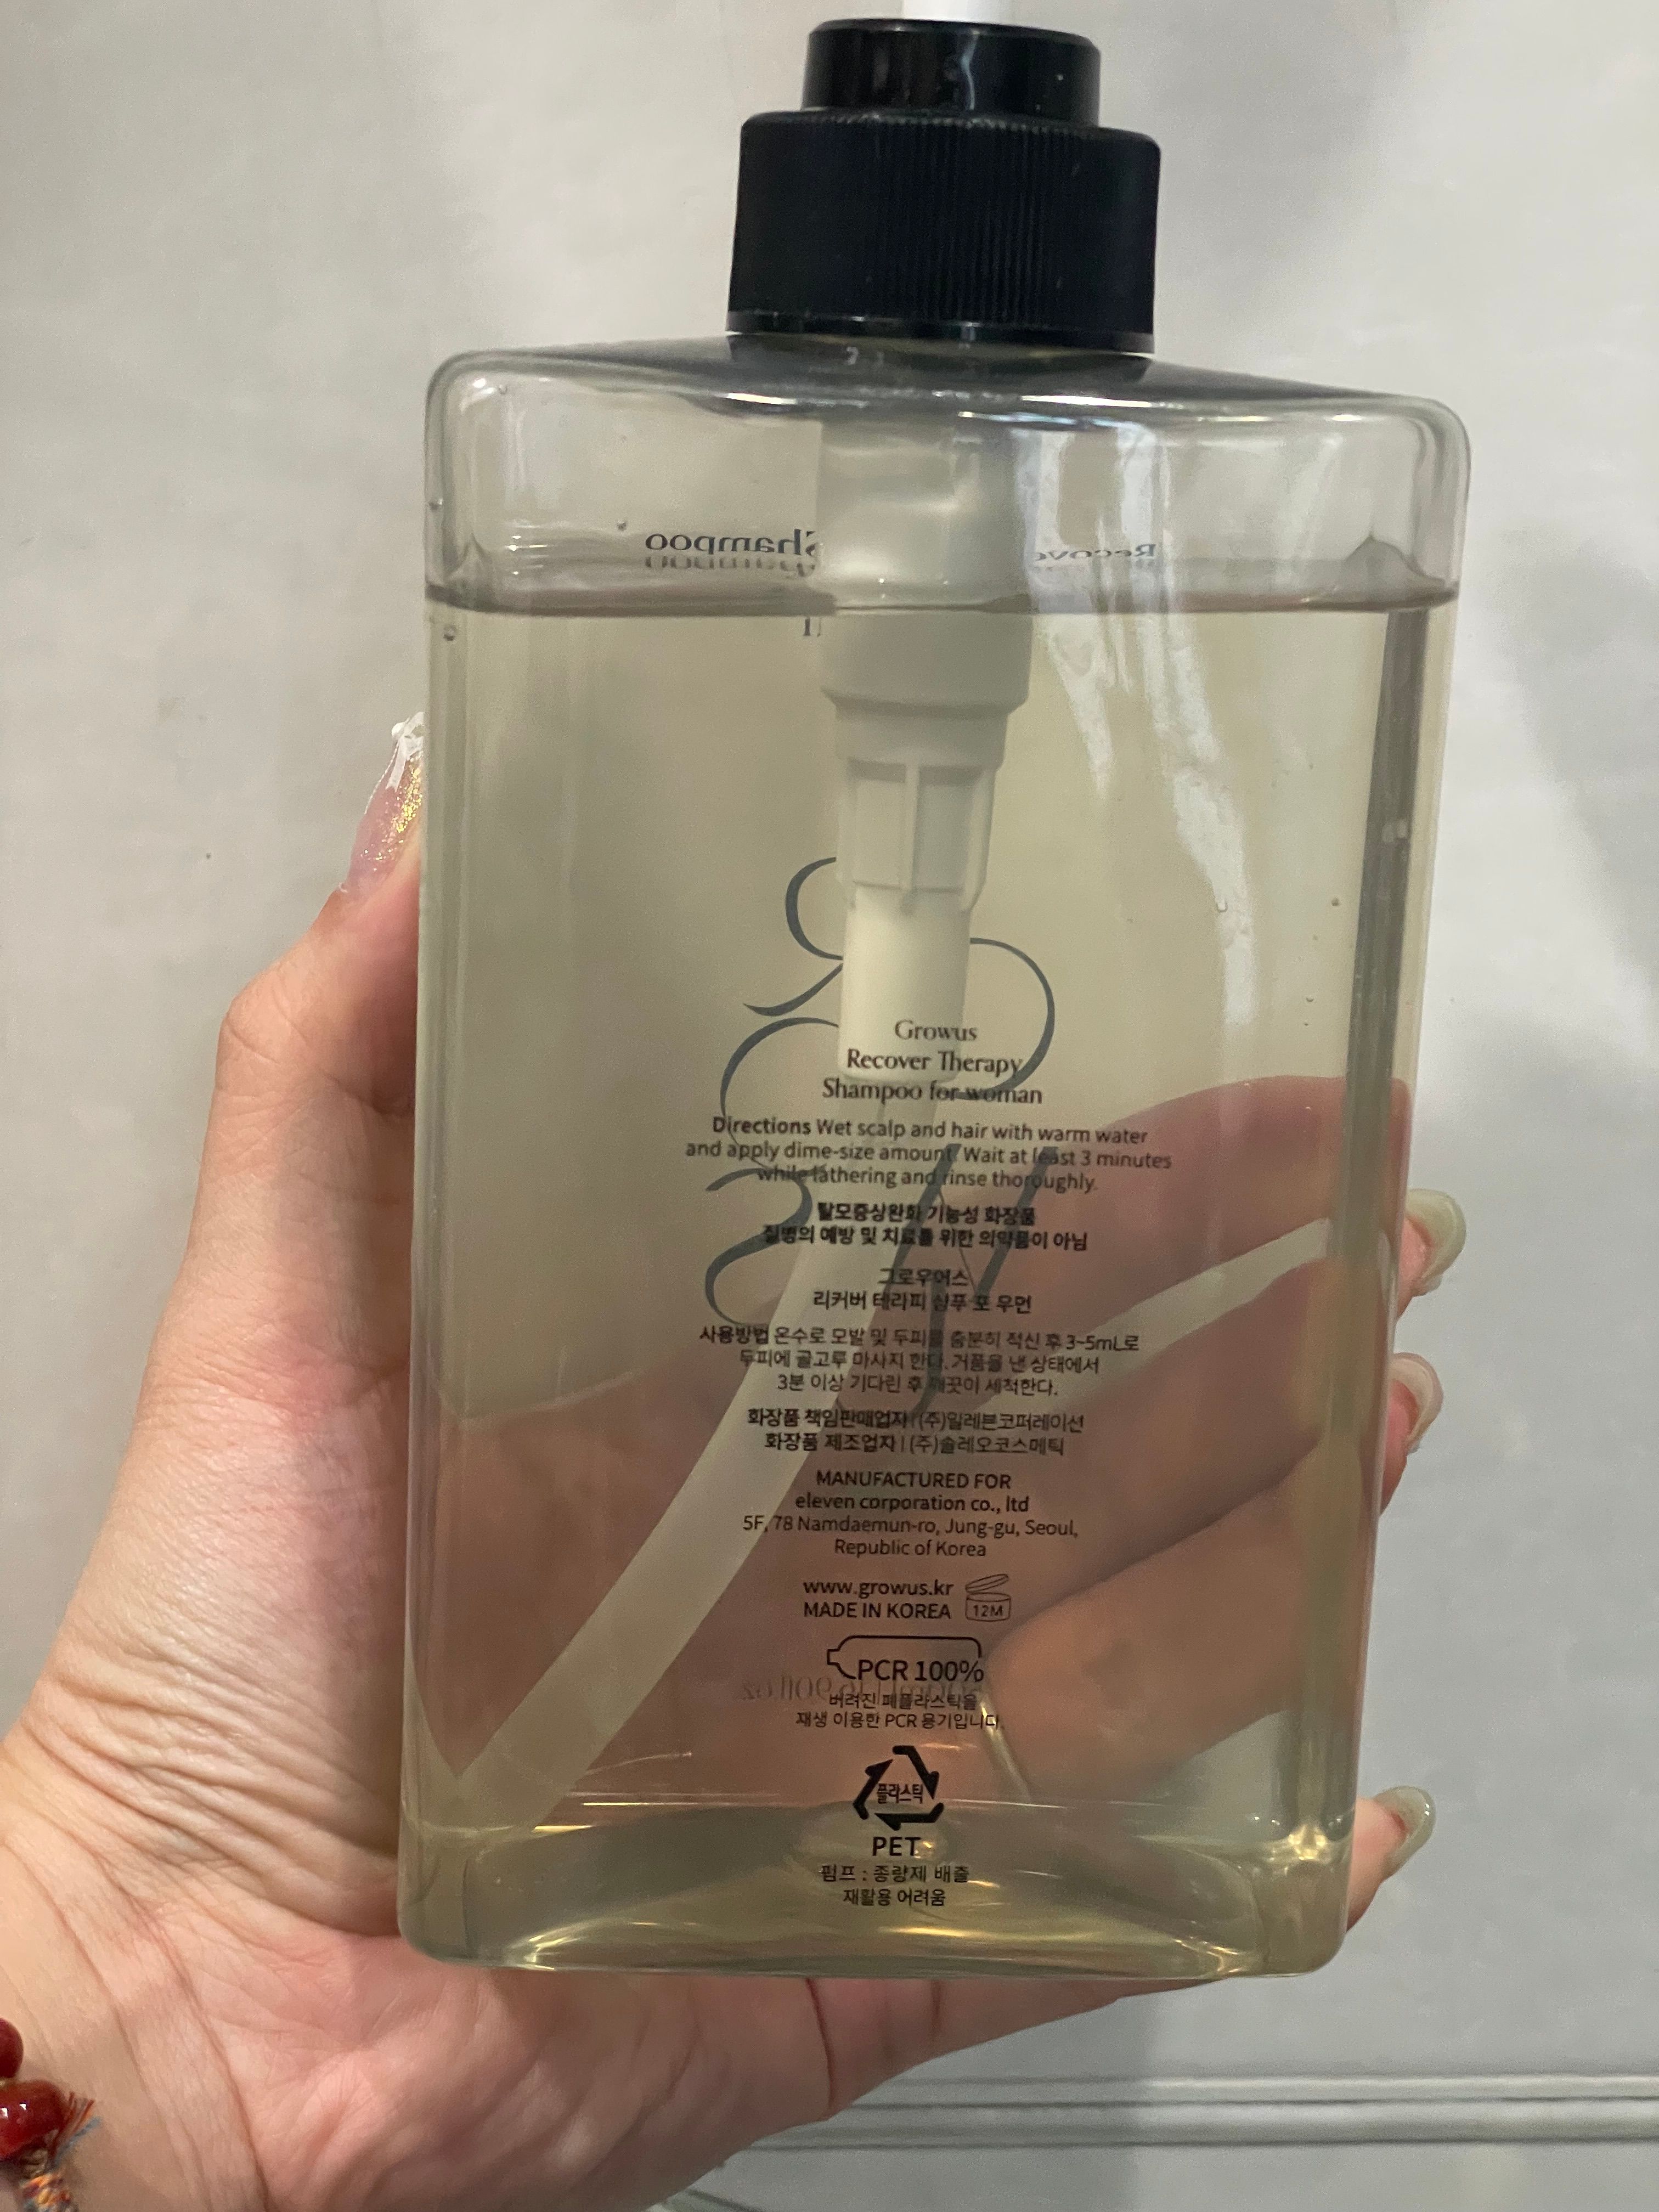 Shampoo
Recove
Growus
Recover Therapy
Shampoo for woman
Directions Wet scalp and hair with warm water
and apply dime-size amount. Wait at least 3 minutes
while lathering and rinse thoroughly.
탈모증상완화 기능성 화장품
질병의 예방 및 치료를 위한 의약품이 아님
그로우어스
리커버 테라피 샴푸 포 우먼
사용방법 온수로 모발 및 두피를 충분히 적신 후 3~5mL로
두피에 골고루 마사지 한다. 거품을 낸 상태에서
3분 이상 기다린 후 깨끗이 세척한다.
화장품 책임판매업자 | (주)일레븐코퍼레이션
화장품 제조업자 | (주)솔레오코스메틱
MANUFACTURED FOR
eleven corporation co., ltd
5F, 78 Namdaemun-ro, Jung-gu, Seoul,
Republic of Korea
www.growus.kr
MADE IN KOREA 12M
PCR 100%
버려진 폐플라스틱을
재생 이용한 PCR 용기입니다.
플라스틱
PET
펌프 : 종량제 배출
재활용 어려움